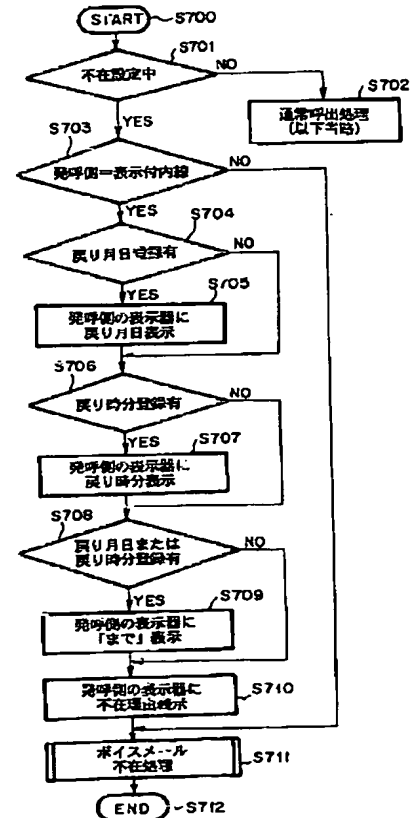 START
S700
S701
不在設定中
NO
S702
通常呼出処理
(以下省略)
YES
S703
発呼側=表示付内線
NO
YES
S704
戻り月日登録有
NO
YES
S705
発呼側の表示器に
戻り月日表示
S706
戻り時分登録有
NO
YES
S707
発呼側の表示器に
戻り時分表示
S708
戻り月日または
戻り時分登録有
NO
YES
S709
発呼側の表示器に
「まで」表示
発呼側の表示器に
不在理由表示
S710
ボイスメール
不在処理
S711
END
S712